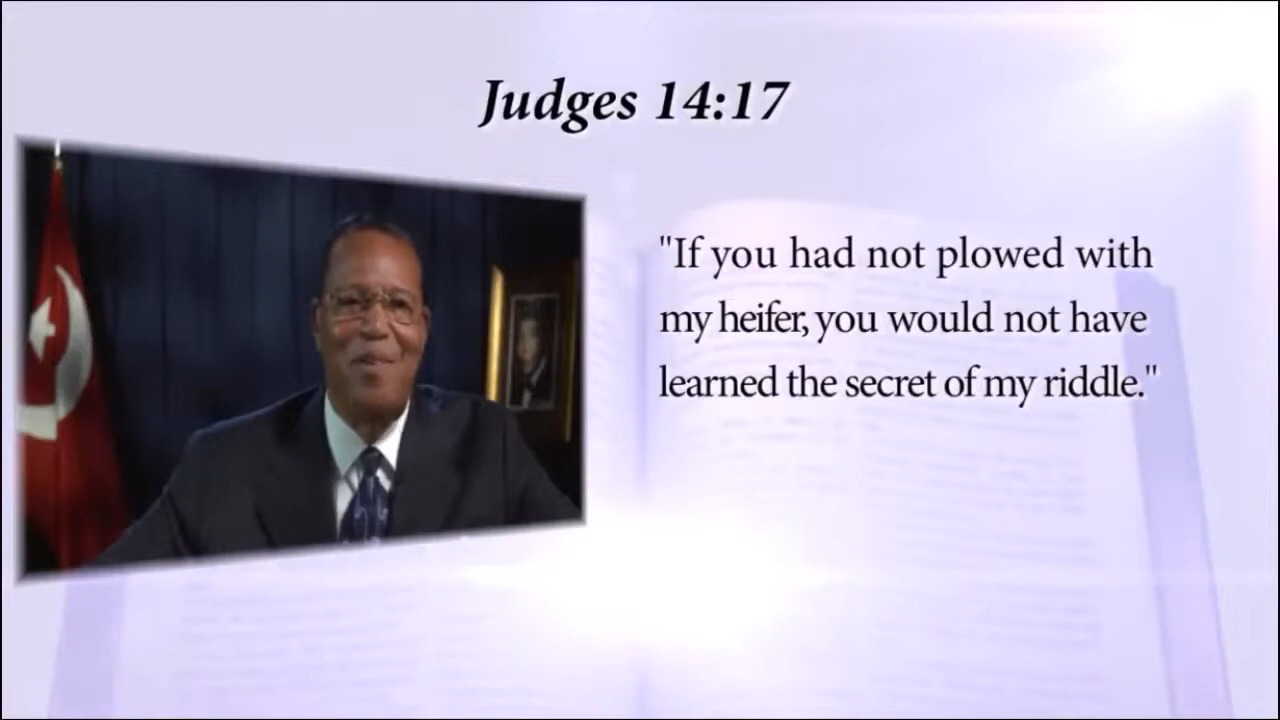 Judges 14:17
"If you had not plowed with
my heifer, you would not have
learned the secret of my riddle."